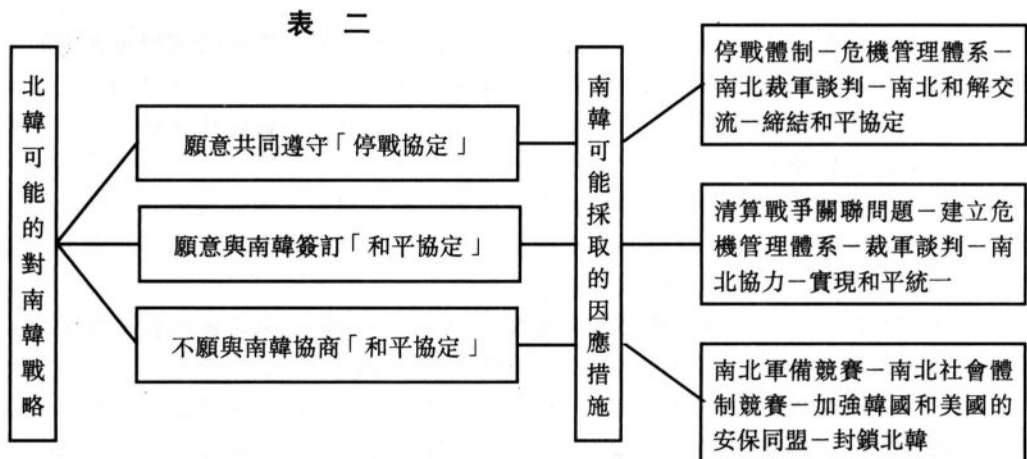 表二
北韓可能的對南韓戰略
願意共同遵守「停戰協定」
願意與南韓簽訂「和平協定」
不願與南韓協商「和平協定」
南韓可能採取的因應措施
停戰體制－危機管理體系－
南北裁軍談判－南北和解交
流－締結和平協定
清算戰爭關聯問題－建立危
機管理體系－裁軍談判－南
北協力－實現和平統一
南北軍備競賽－南北社會體
制競賽－加強韓國和美國的
安保同盟－封鎖北韓